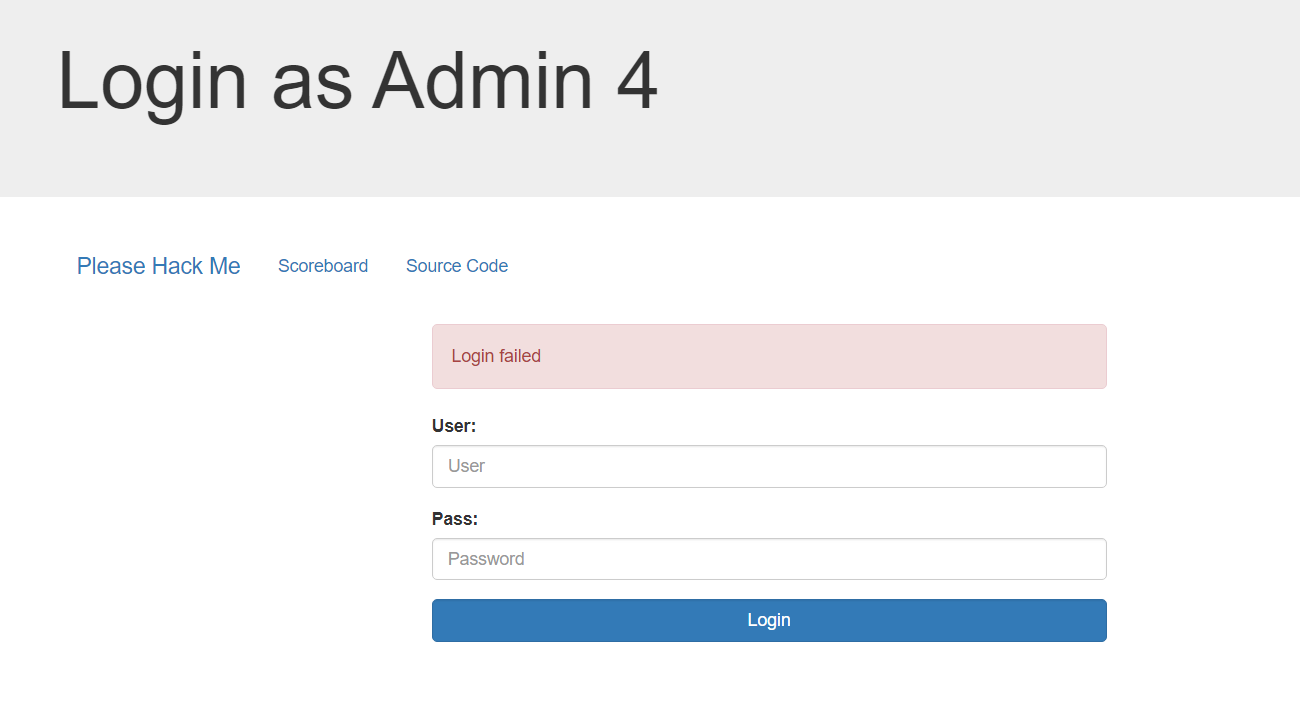 Login as Admin 4
Please Hack Me Scoreboard Source Code
Login failed
User:
User
Pass:
Password
Login